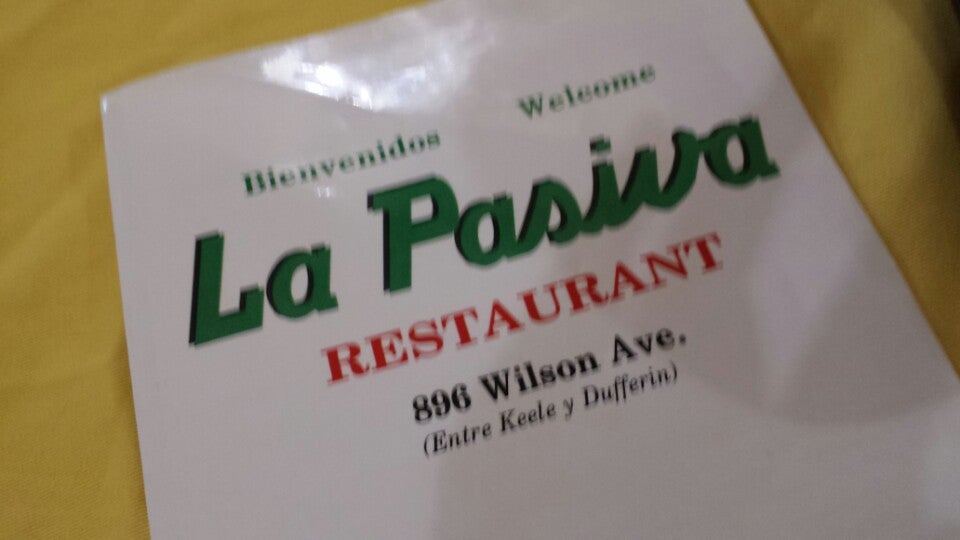 Bienvenidos Welcome
La Pasiva
RESTAURANT
896 Wilson Ave.
(Entre Keele y Dufferin)